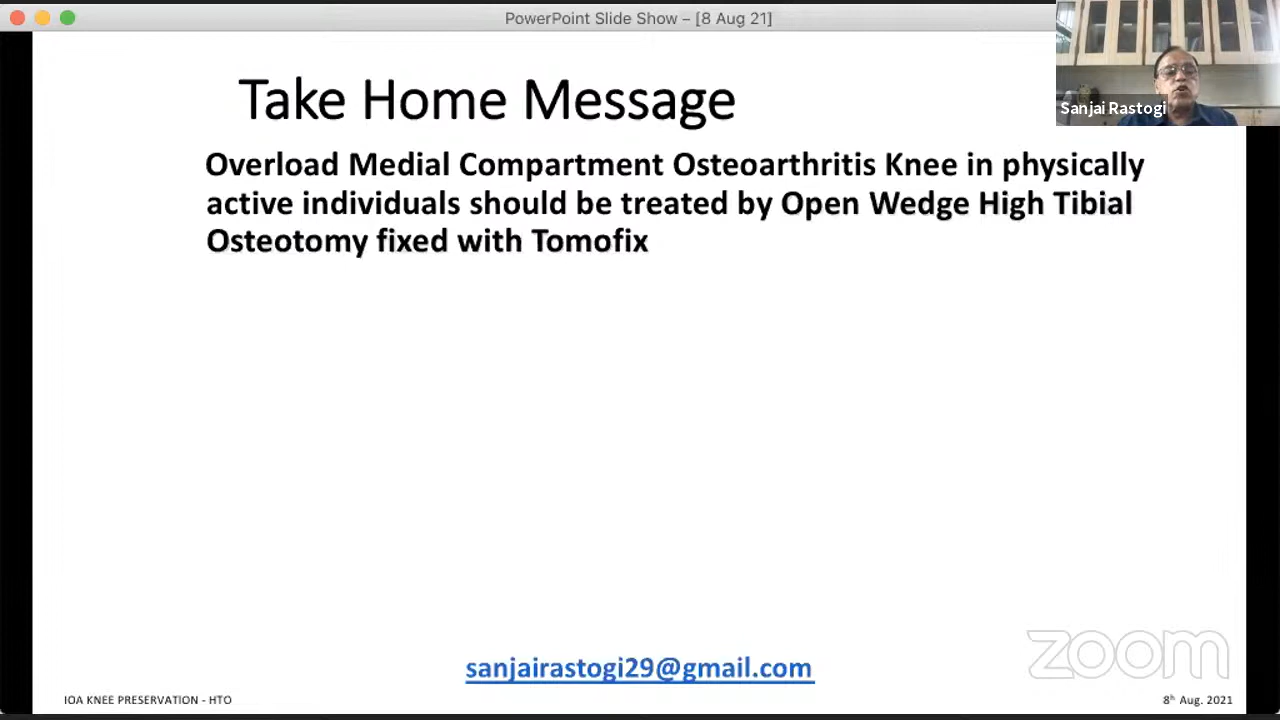 PowerPoint Slide Show – [8 Aug 21]
Sanjai Rastogi
Take Home Message
Overload Medial Compartment Osteoarthritis Knee in physically
active individuals should be treated by Open Wedge High Tibial
Osteotomy fixed with Tomofix
zoom
sanjairastogi29@gmail.com
IOA KNEE PRESERVATION - HTO
8ᵗʰ Aug. 2021